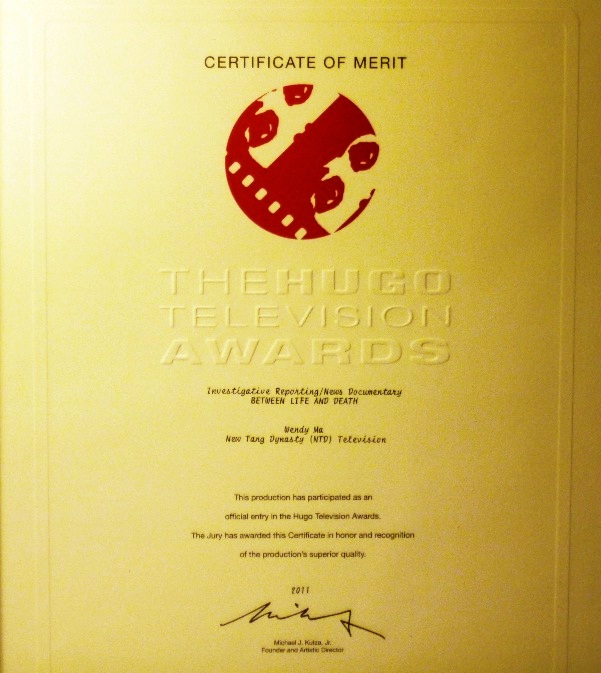 CERTIFICATE OF MERIT
THE HUGO
TELEVISION
AWARDS
Investigative Reporting/News Documentary
BETWEEN LIFE AND DEATH
Wendy Ma
New Tang Dynasty (NTD) Television
This production has participated as an
official entry in the Hugo Television Awards.
The Jury has awarded this Certificate in honor and recognition
of the production's superior quality.
2011
Michael J. Kutza, Jr.
Founder and Artistic Director